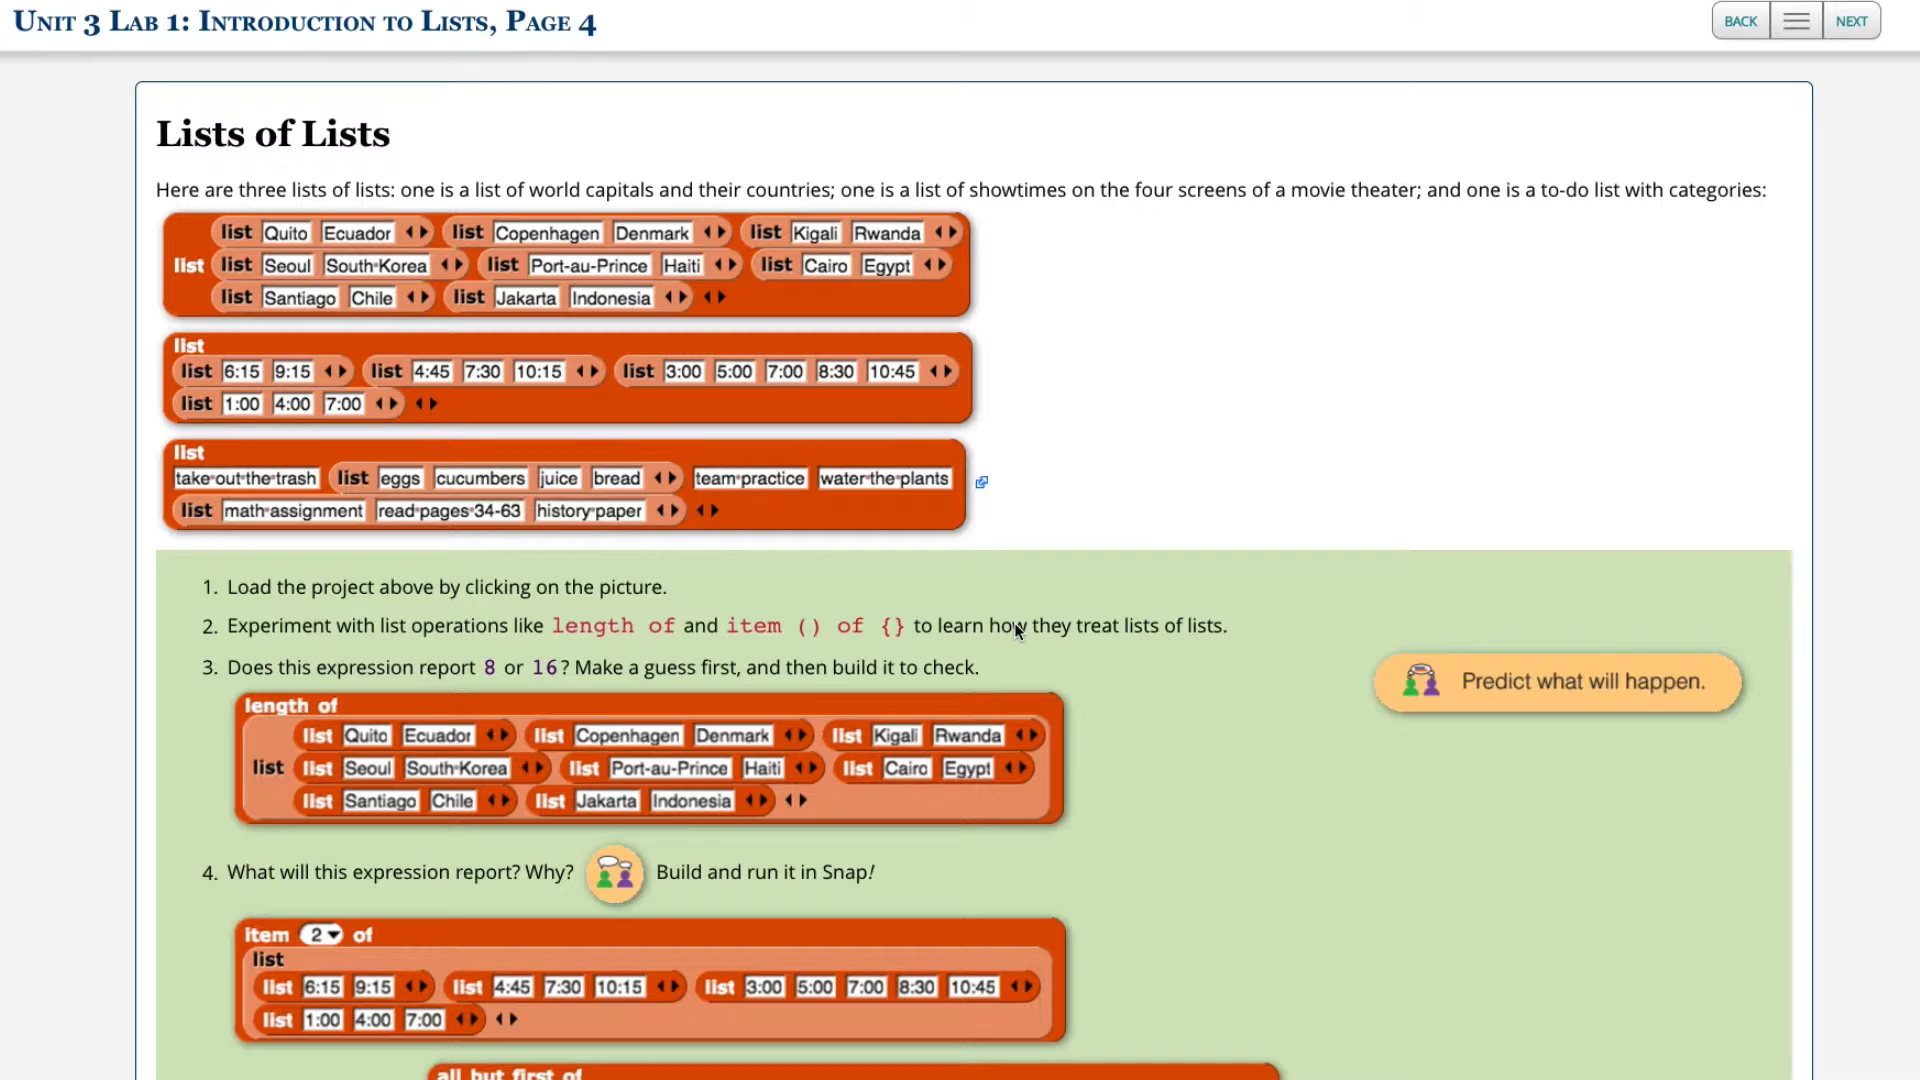 UNIT 3 LAB 1: INTRODUCTION TO LISTS, PAGE 4
BACK
NEXT
Lists of Lists
Here are three lists of lists: one is a list of world capitals and their countries; one is a list of showtimes on the four screens of a movie theater; and one is a to-do list with categories:
list Quito Ecuador list Copenhagen Denmark list Kigali Rwanda
list list Seoul South•Korea list Port-au-Prince Haiti list Cairo Egypt
list Santiago Chile list Jakarta Indonesia
list
list 6:15 9:15 list 4:45 7:30 10:15 list 3:00 5:00 7:00 8:30 10:45
list 1:00 4:00 7:00
list
take•out•the•trash list eggs cucumbers juice bread team•practice water•the•plants
list math•assignment read•pages•34-63 history•paper
1. Load the project above by clicking on the picture.
2. Experiment with list operations like length of and item () of {} to learn how they treat lists of lists.
3. Does this expression report 8 or 16? Make a guess first, and then build it to check.
Predict what will happen.
length of
list Quito Ecuador list Copenhagen Denmark list Kigali Rwanda
list list Seoul South•Korea list Port-au-Prince Haiti list Cairo Egypt
list Santiago Chile list Jakarta Indonesia
4. What will this expression report? Why? Build and run it in Snap!
item 2 of
list
list 6:15 9:15 list 4:45 7:30 10:15 list 3:00 5:00 7:00 8:30 10:45
list 1:00 4:00 7:00
all but first of